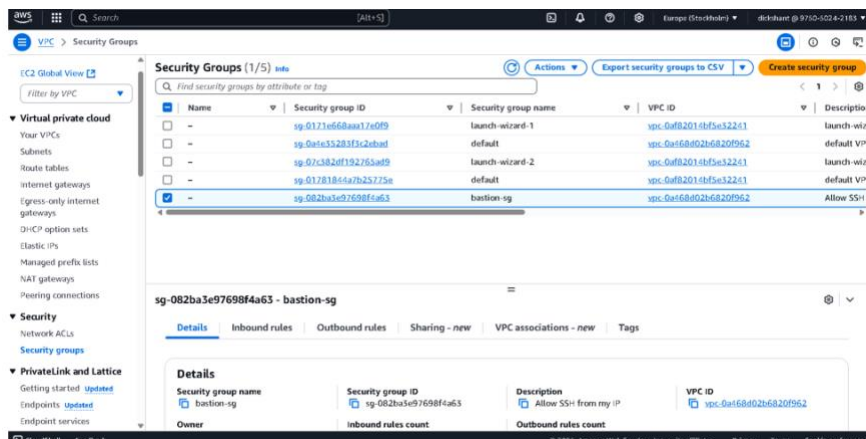 aws
Search
[Alt+S]
Europe (Stockholm)
dickshant @ 9750-5024-2183
VPC > Security Groups
EC2 Global View
Filter by VPC
Virtual private cloud
Your VPCs
Subnets
Route tables
Internet gateways
Egress-only internet
gateways
DHCP option sets
Elastic IPs
Managed prefix lists
NAT gateways
Peering connections
Security
Network ACLs
Security groups
PrivateLink and Lattice
Getting started Updated
Endpoints Updated
Endpoint services
Security Groups (1/5) Info
Actions
Export security groups to CSV
Create security group
Find security groups by attribute or tag
1
Name Security group ID Security group name VPC ID Descriptio
- sg-0171e668aaa17e0f9 launch-wizard-1 vpc-0af82014bf5e32241 launch-wiz
- sg-0a4e35283f3c2ebad default vpc-0a468d02b6820f962 default VP
- sg-07c382df192765ad9 launch-wizard-2 vpc-0af82014bf5e32241 launch-wiz
- sg-01781844a7b25775e default vpc-0af82014bf5e32241 default VP
- sg-082ba3e97698f4a63 bastion-sg vpc-0a468d02b6820f962 Allow SSH
sg-082ba3e97698f4a63 - bastion-sg
Details Inbound rules Outbound rules Sharing - new VPC associations - new Tags
Details
Security group name Security group ID Description VPC ID
bastion-sg sg-082ba3e97698f4a63 Allow SSH from my IP vpc-0a468d02b6820f962
Owner Inbound rules count Outbound rules count